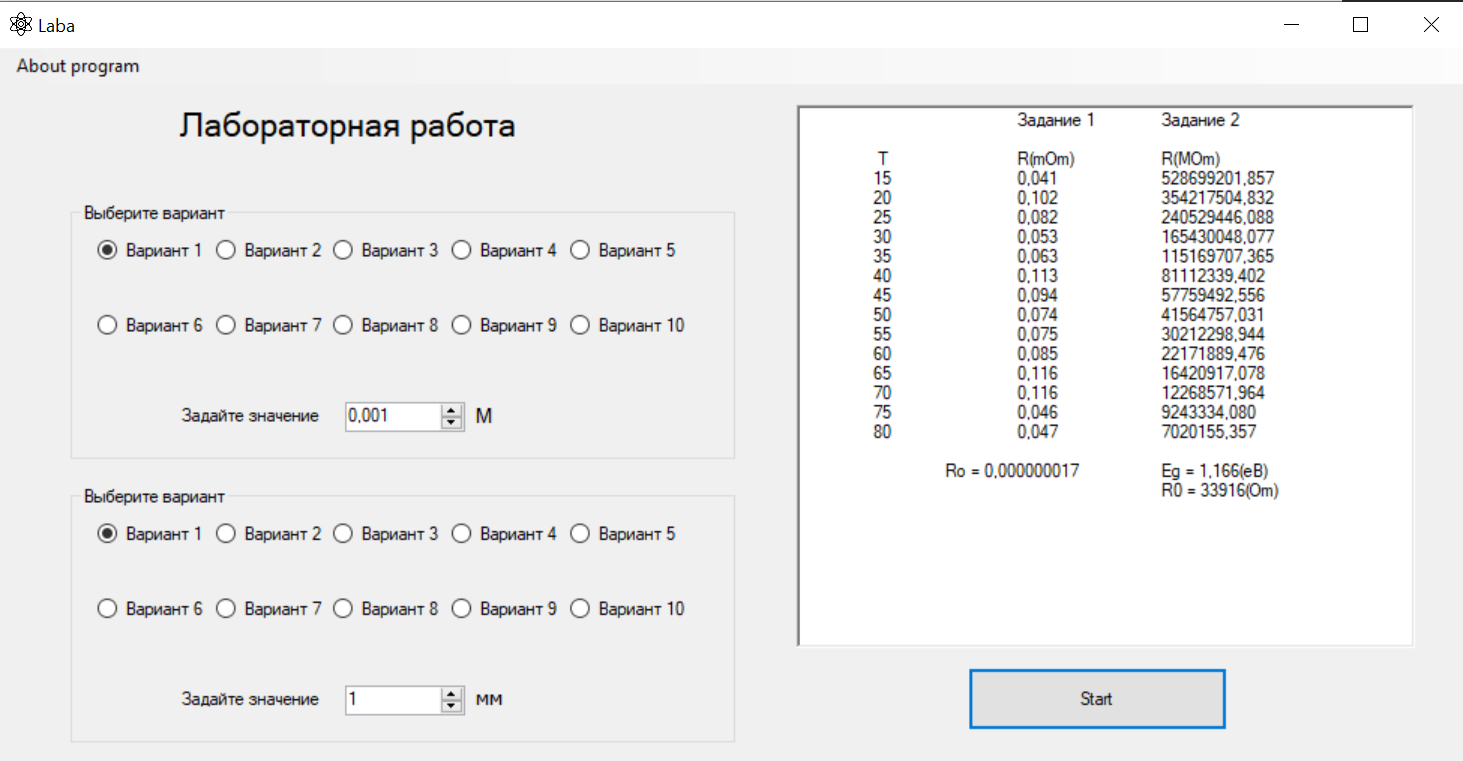 Laba
About program
Лабораторная работа
Выберите вариант
Вариант 1 Вариант 2 Вариант 3 Вариант 4 Вариант 5
Вариант 6 Вариант 7 Вариант 8 Вариант 9 Вариант 10
Задайте значение 0,001 М
Выберите вариант
Вариант 1 Вариант 2 Вариант 3 Вариант 4 Вариант 5
Вариант 6 Вариант 7 Вариант 8 Вариант 9 Вариант 10
Задайте значение 1 мм
Задание 1 Задание 2
T R(mOm) R(MOm)
15 0,041 528699201,857
20 0,102 354217504,832
25 0,082 240529446,088
30 0,053 165430048,077
35 0,063 115169707,365
40 0,113 81112339,402
45 0,094 57759492,556
50 0,074 41564757,031
55 0,075 30212298,944
60 0,085 22171889,476
65 0,116 16420917,078
70 0,116 12268571,964
75 0,046 9243334,080
80 0,047 7020155,357
Ro = 0,000000017 Eg = 1,166(eB)
R0 = 33916(Om)
Start